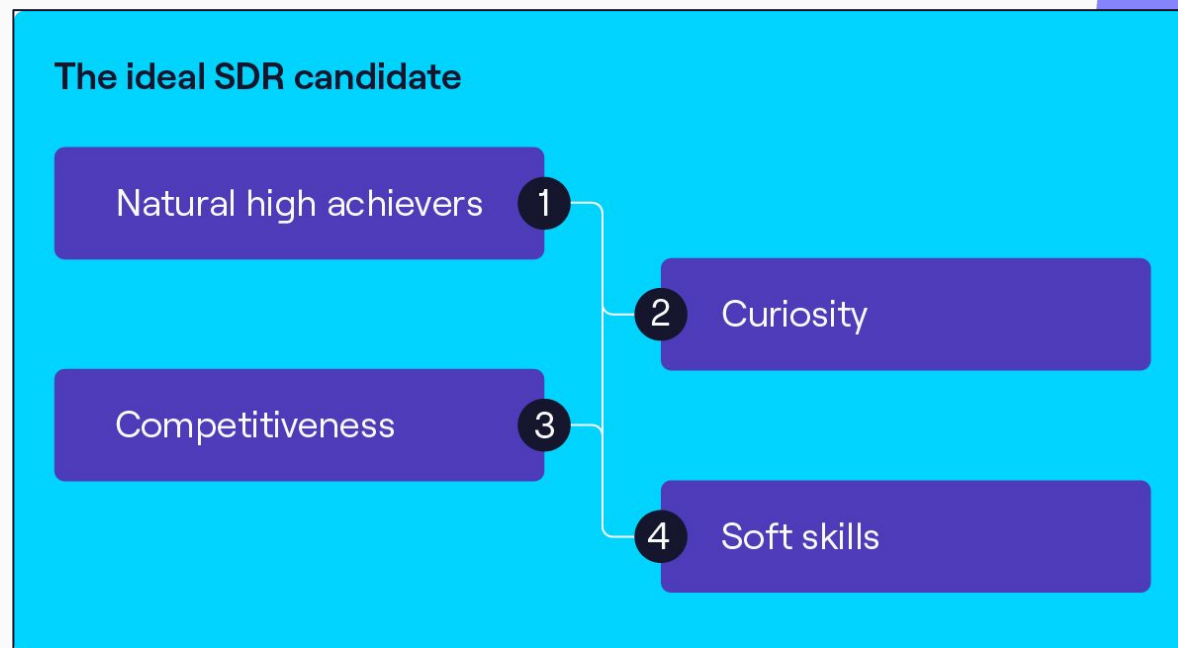 The ideal SDR candidate
Natural high achievers
1
2
Curiosity
Competitiveness
3
4
Soft skills